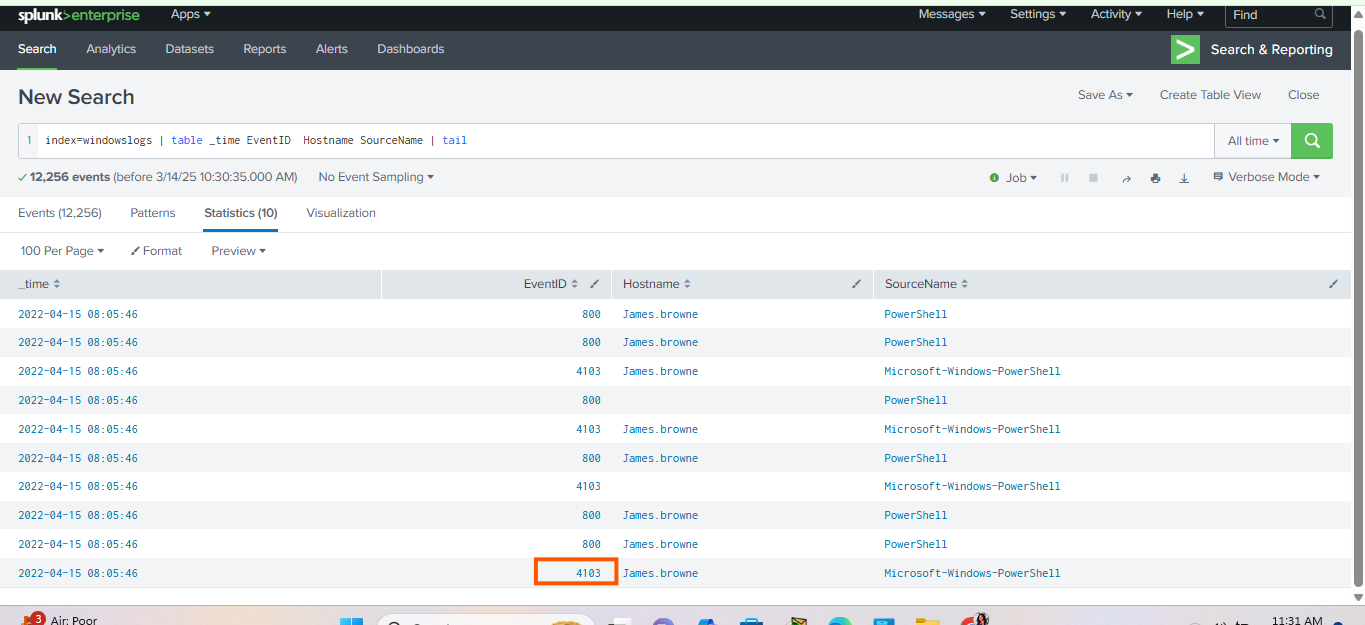 splunk>enterprise Apps Messages Settings Activity Help Find
Search Analytics Datasets Reports Alerts Dashboards Search & Reporting
New Search Save As Create Table View Close
1 index=windowslogs | table _time EventID Hostname SourceName | tail All time
12,256 events (before 3/14/25 10:30:35.000 AM) No Event Sampling Job Verbose Mode
Events (12,256) Patterns Statistics (10) Visualization
100 Per Page Format Preview
_time EventID Hostname SourceName
2022-04-15 08:05:46 800 James.browne PowerShell
2022-04-15 08:05:46 800 James.browne PowerShell
2022-04-15 08:05:46 4103 James.browne Microsoft-Windows-PowerShell
2022-04-15 08:05:46 800 PowerShell
2022-04-15 08:05:46 4103 James.browne Microsoft-Windows-PowerShell
2022-04-15 08:05:46 800 James.browne PowerShell
2022-04-15 08:05:46 4103 Microsoft-Windows-PowerShell
2022-04-15 08:05:46 800 James.browne PowerShell
2022-04-15 08:05:46 800 James.browne PowerShell
2022-04-15 08:05:46 4103 James.browne Microsoft-Windows-PowerShell
3 Air: Poor 11:31 AM